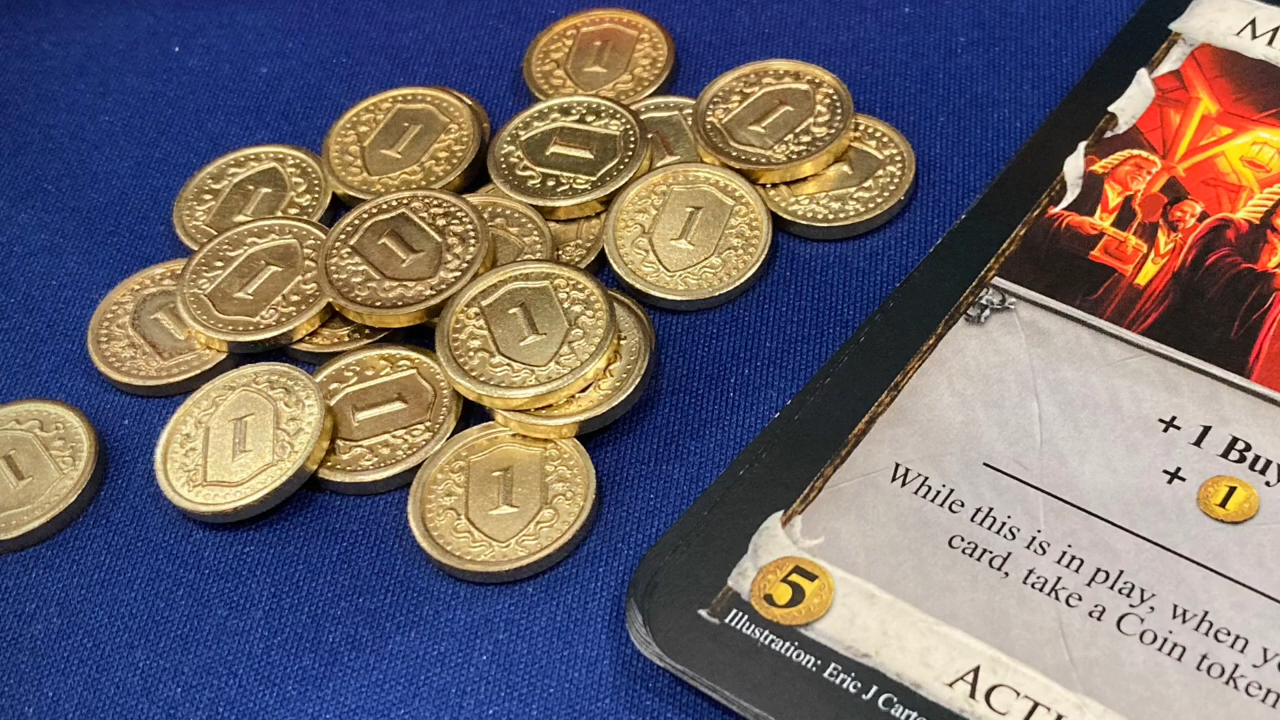 1
1
1
1
1
1
1
1
1
1
1
1
1
1
M
+ 1 Buy
+ 1
While this is in play, when
card, take a Coin token
5
Illustration: Eric J
ACT